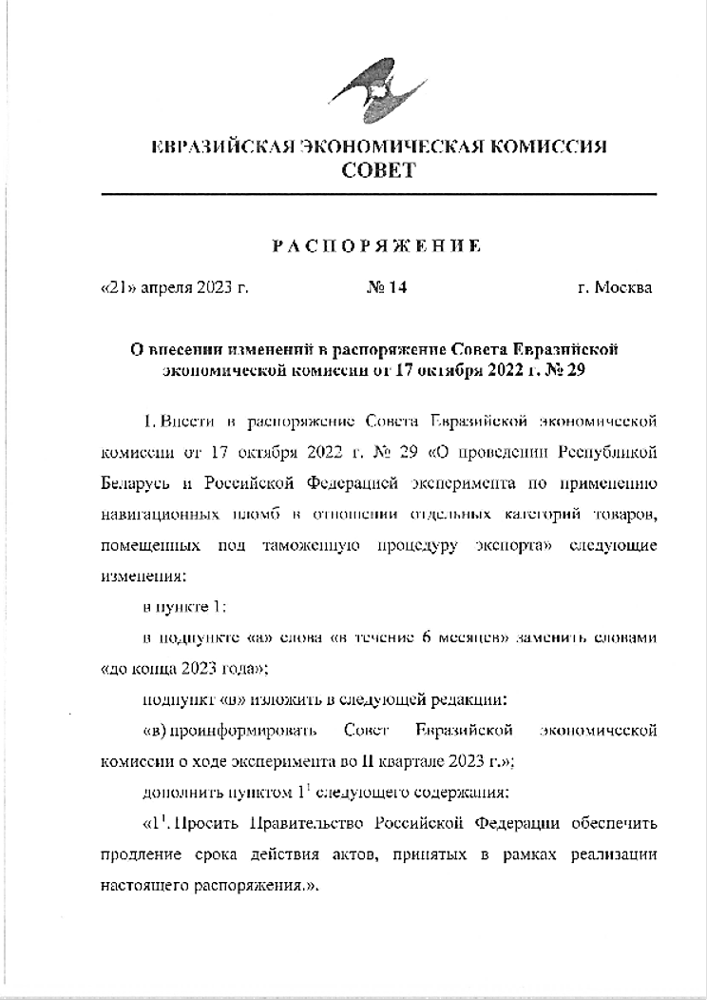 ЕВРАЗИЙСКАЯ ЭКОНОМИЧЕСКАЯ КОМИССИЯ
СОВЕТ
РАСПОРЯЖЕНИЕ
«21» апреля 2023 г. № 14 г. Москва
О внесении изменений в распоряжение Совета Евразийской
экономической комиссии от 17 октября 2022 г. № 29
1. Внести в распоряжение Совета Евразийской экономической
комиссии от 17 октября 2022 г. № 29 «О проведении Республикой
Беларусь и Российской Федерацией эксперимента по применению
навигационных пломб в отношении отдельных категорий товаров,
помещенных под таможенную процедуру экспорта» следующие
изменения:
в пункте 1:
в подпункте «а» слова «в течение 6 месяцев» заменить словами
«до конца 2023 года»;
подпункт «в» изложить в следующей редакции:
«в) проинформировать Совет Евразийской экономической
комиссии о ходе эксперимента во II квартале 2023 г.»;
дополнить пунктом 1¹ следующего содержания:
«1¹. Просить Правительство Российской Федерации обеспечить
продление срока действия актов, принятых в рамках реализации
настоящего распоряжения.».